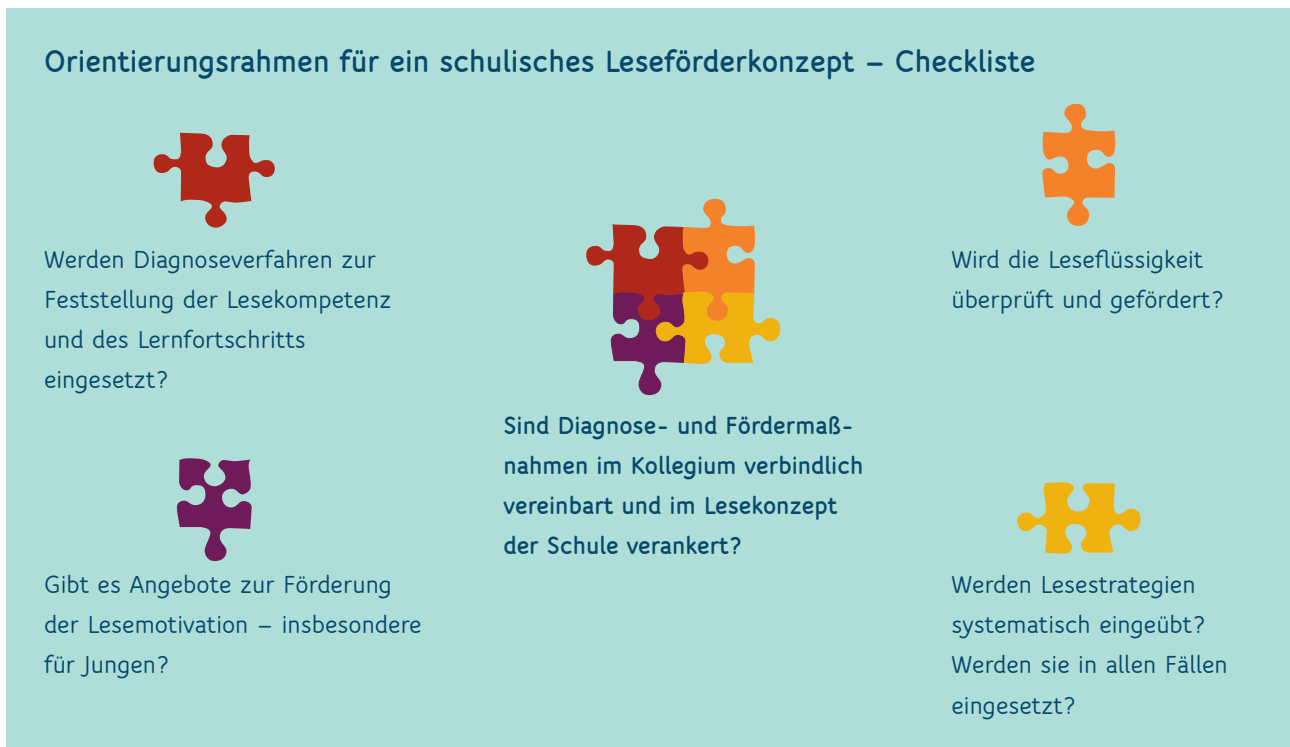 Orientierungsrahmen für ein schulisches Leseförderkonzept – Checkliste
Werden Diagnoseverfahren zur
Feststellung der Lesekompetenz
und des Lernfortschritts
eingesetzt?
Wird die Leseflüssigkeit
überprüft und gefördert?
Sind Diagnose- und Fördermaß-
nahmen im Kollegium verbindlich
vereinbart und im Lesekonzept
der Schule verankert?
Gibt es Angebote zur Förderung
der Lesemotivation – insbesondere
für Jungen?
Werden Lesestrategien
systematisch eingeübt?
Werden sie in allen Fällen
eingesetzt?